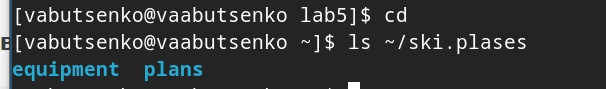 [vabutsenko@vaabutsenko lab5]$ cd
[vabutsenko@vaabutsenko ~]$ ls ~/ski.plases
equipment plans